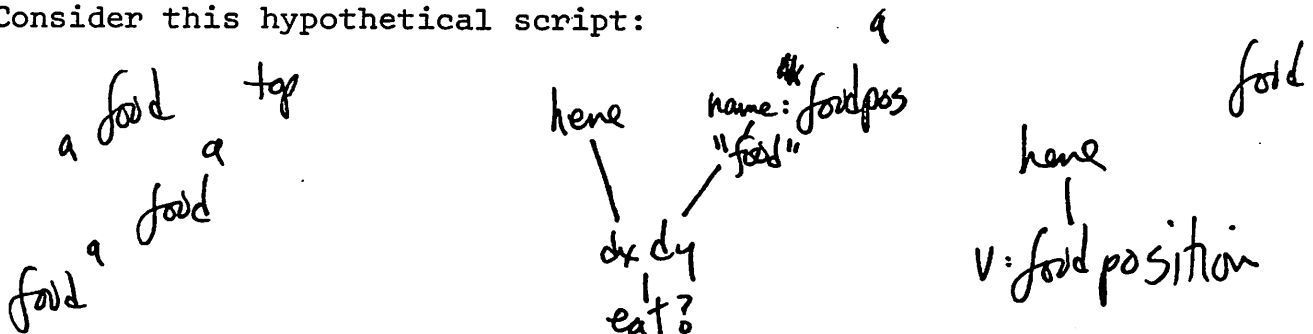 Consider this hypothetical script:
a food top
a
food
a
food
here
a
name: foodpos
"food"
dx dy
eat?
food
here
v: food position